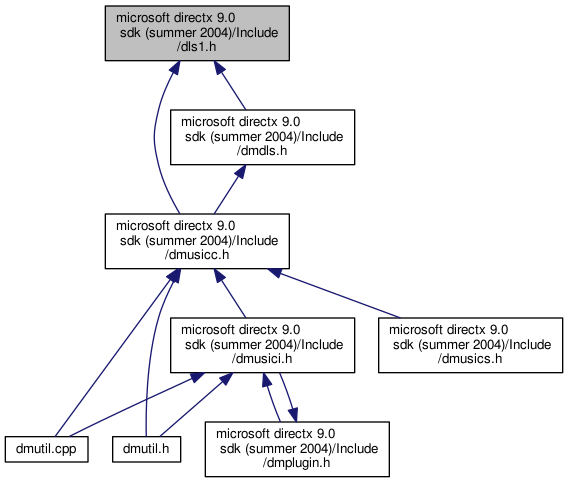 microsoft directx 9.0
sdk (summer 2004)/Include
/dls1.h
microsoft directx 9.0
sdk (summer 2004)/Include
/dmdls.h
microsoft directx 9.0
sdk (summer 2004)/Include
/dmusicc.h
microsoft directx 9.0
sdk (summer 2004)/Include
/dmusici.h
microsoft directx 9.0
sdk (summer 2004)/Include
/dmusics.h
dmutil.cpp
dmutil.h
microsoft directx 9.0
sdk (summer 2004)/Include
/dmplugin.h